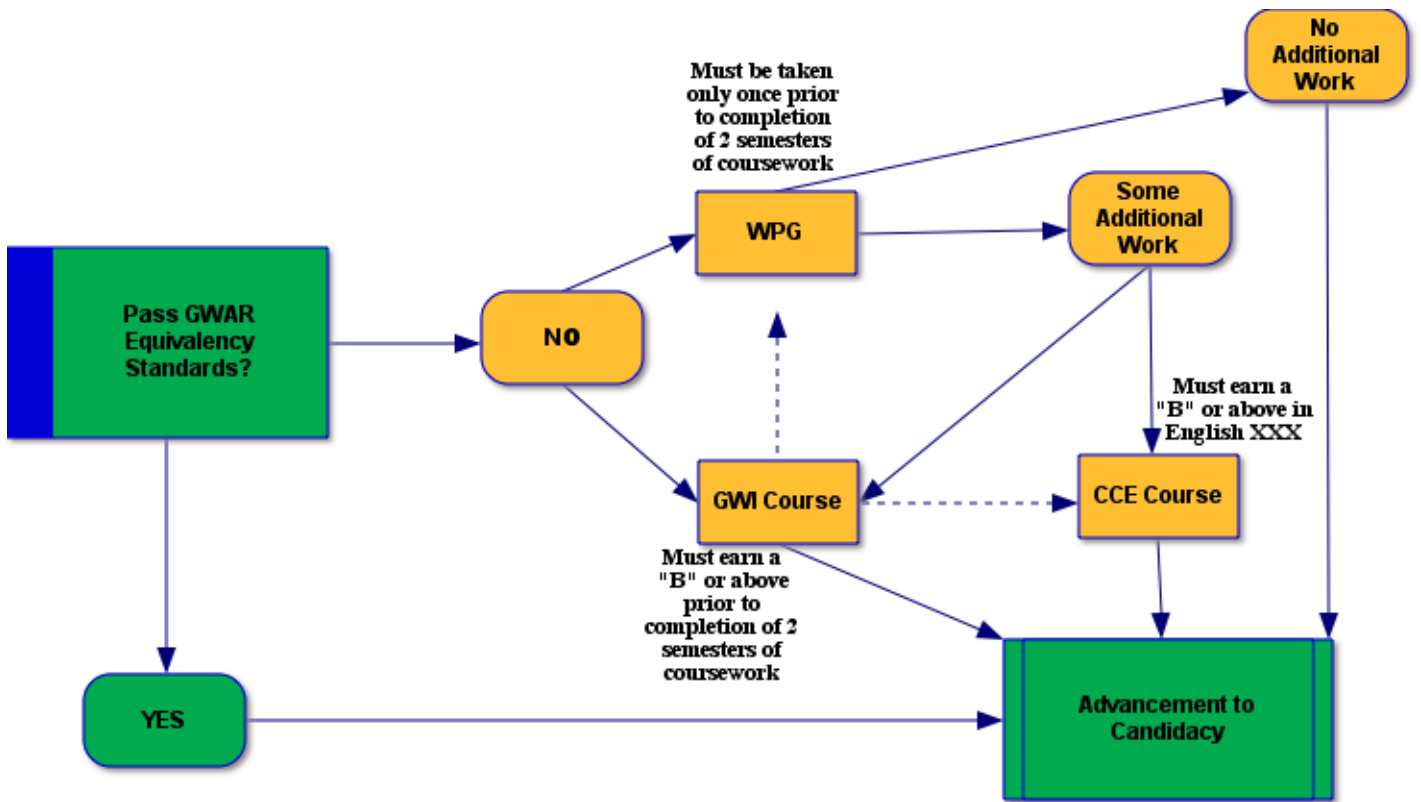 No
Additional
Work
Must be taken
only once prior
to completion
of 2 semesters
of coursework
Some
Additional
Work
WPG
Pass GWAR
Equivalency
Standards?
NO
Must earn a
"B" or above in
English XXX
GWI Course
CCE Course
Must earn a
"B" or above
prior to
completion of 2
semesters of
coursework
YES
Advancement to
Candidacy